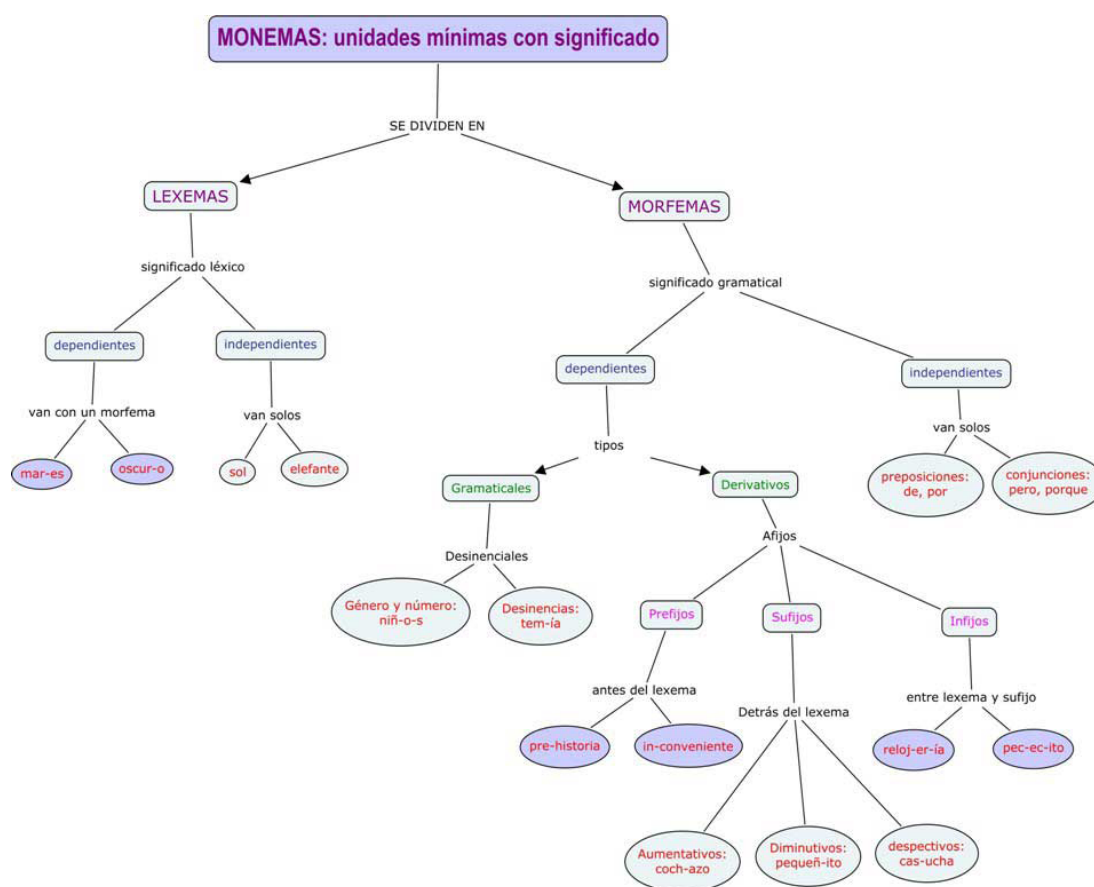 MONEMAS: unidades mínimas con significado
SE DIVIDEN EN
LEXEMAS
MORFEMAS
significado léxico
significado gramatical
dependientes
independientes
dependientes
independientes
van con un morfema
van solos
tipos
van solos
mar-es
oscur-o
sol
elefante
preposiciones:
de, por
conjunciones:
pero, porque
Gramaticales
Derivativos
Desinenciales
Afijos
Género y número:
niñ-o-s
Desinencias:
tem-ía
Prefijos
Sufijos
Infijos
antes del lexema
Detrás del lexema
entre lexema y sufijo
pre-historia
in-conveniente
reloj-er-ía
pec-ec-ito
Aumentativos:
coch-azo
Diminutivos:
pequeñ-ito
despectivos:
cas-ucha